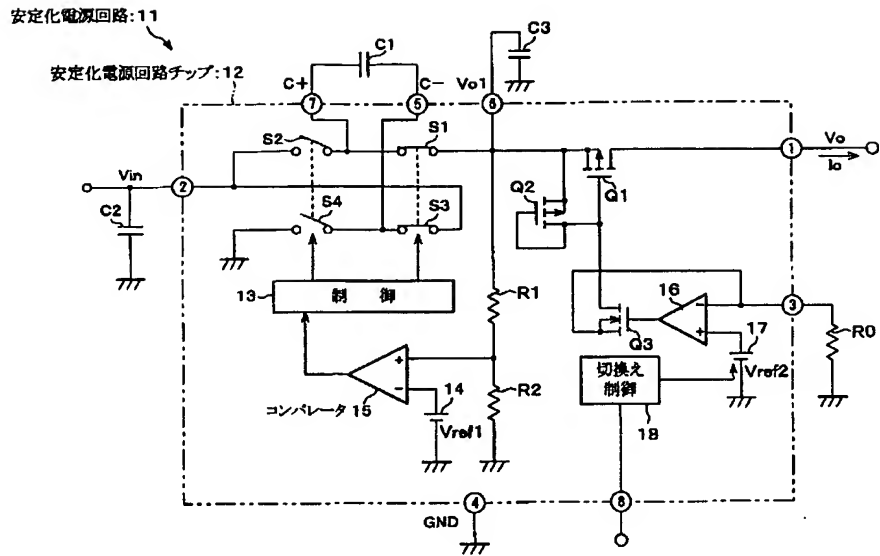 安定化電源回路:11
安定化電源回路チップ:12
C1
C3
C+
C-
Vo1
7
5
6
S2
S1
Vin
2
C2
S4
S3
Q2
Q1
1
Vo
Io
13
制 御
R1
16
3
17
R0
Q3
Vref2
切換え
制御
18
コンパレータ 15
14
Vref1
R2
4
GND
8
+
-
-
+